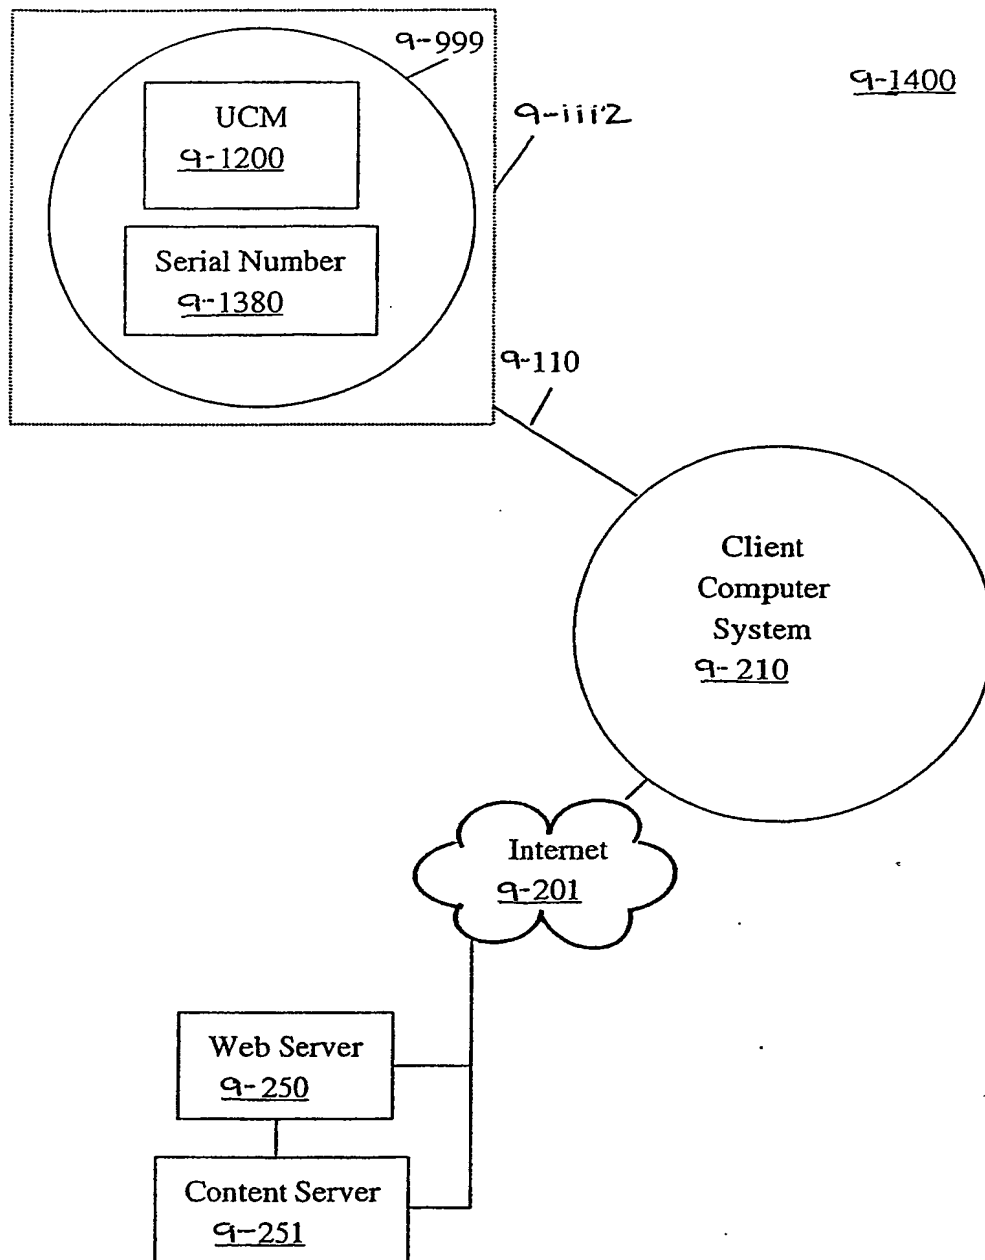 9-999
9-1400
UCM
9-1200
9-iii2
Serial Number
9-1380
9-110
Client
Computer
System
9-210
Internet
9-201
Web Server
9-250
Content Server
9-251